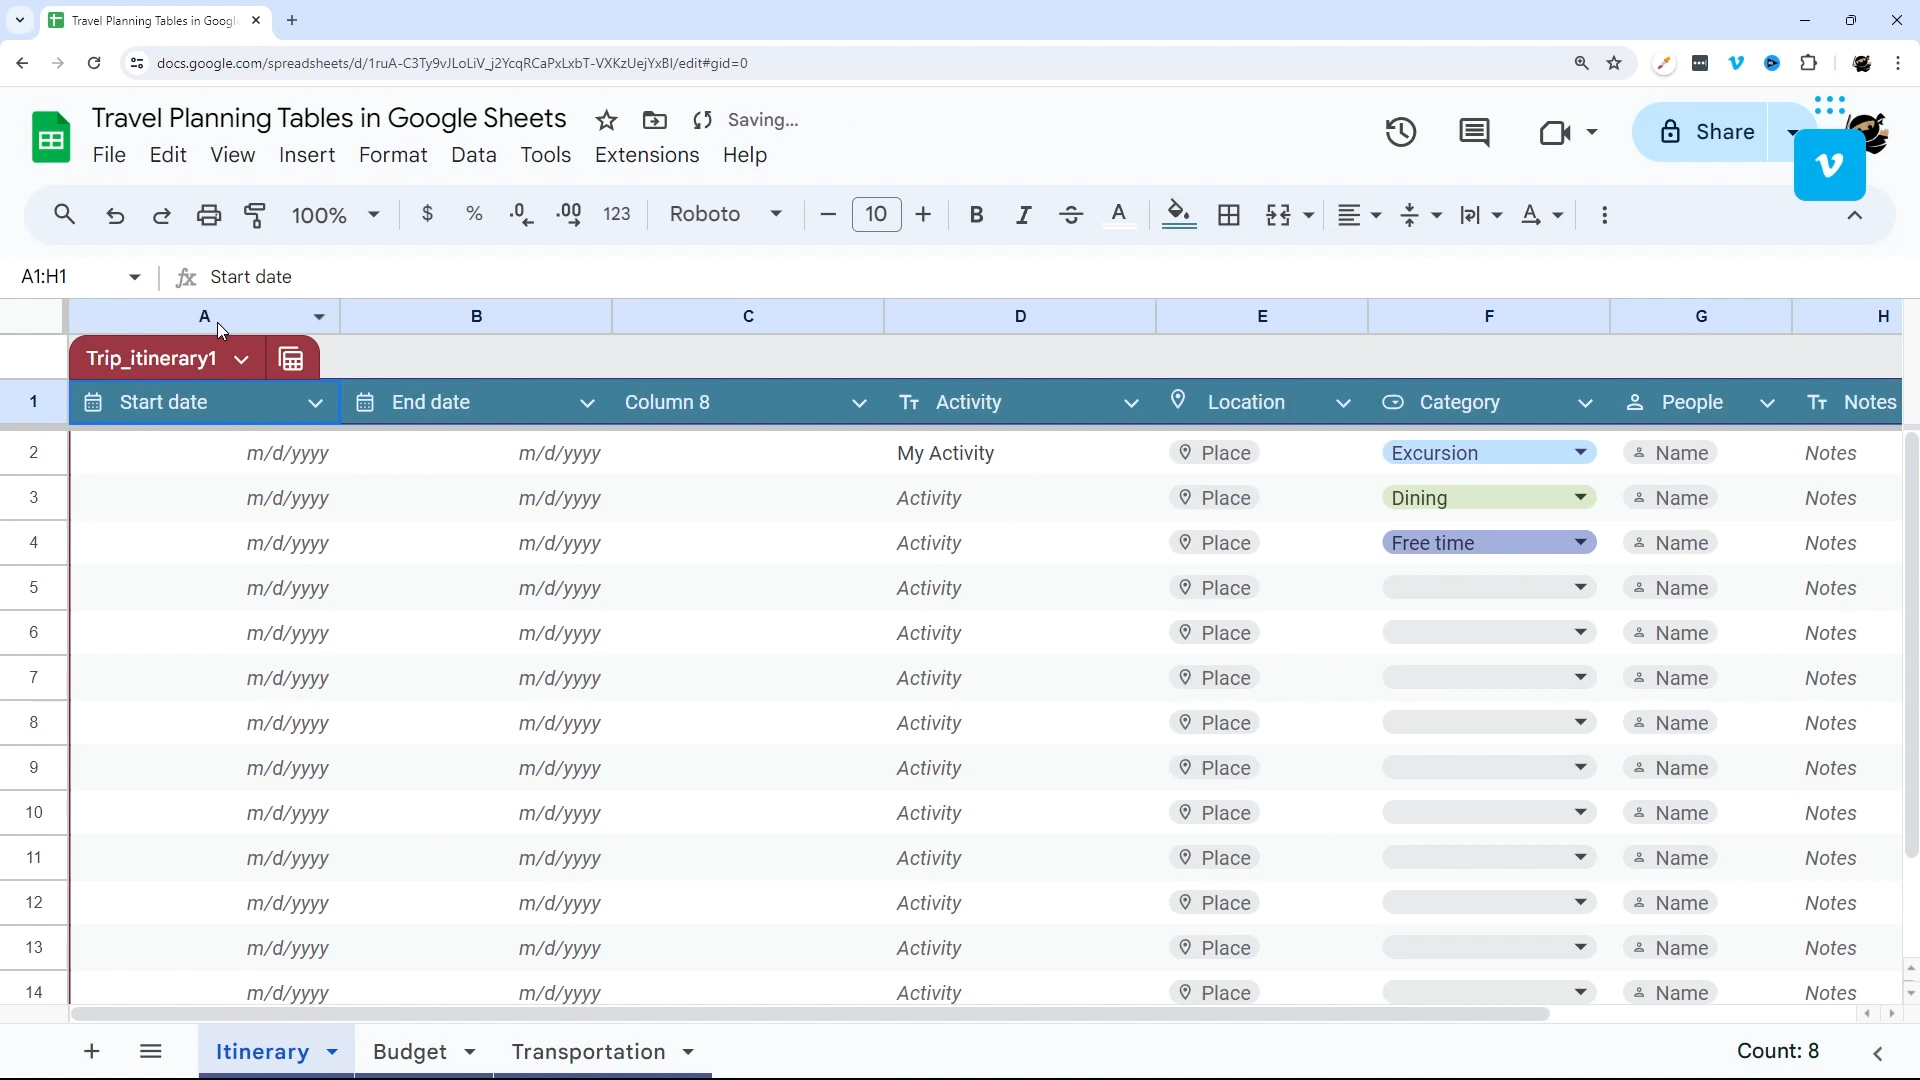 Travel Planning Tables in Googl
docs.google.com/spreadsheets/d/1ruA-C3Ty9vJLoLiV_j2YcqRCaPxLxbT-VXKzUejYxBI/edit#gid=0
Travel Planning Tables in Google Sheets Saving...
Share
File Edit View Insert Format Data Tools Extensions Help
100% $ % .0 .00 123 Roboto 10 B I S A
A1:H1 fx Start date
A B C D E F G H
Trip_itinerary1
1 Start date End date Column 8 Tт Activity Location Category People Tт Notes
2 m/d/yyyy m/d/yyyy My Activity Place Excursion Name Notes
3 m/d/yyyy m/d/yyyy Activity Place Dining Name Notes
4 m/d/yyyy m/d/yyyy Activity Place Free time Name Notes
5 m/d/yyyy m/d/yyyy Activity Place Name Notes
6 m/d/yyyy m/d/yyyy Activity Place Name Notes
7 m/d/yyyy m/d/yyyy Activity Place Name Notes
8 m/d/yyyy m/d/yyyy Activity Place Name Notes
9 m/d/yyyy m/d/yyyy Activity Place Name Notes
10 m/d/yyyy m/d/yyyy Activity Place Name Notes
11 m/d/yyyy m/d/yyyy Activity Place Name Notes
12 m/d/yyyy m/d/yyyy Activity Place Name Notes
13 m/d/yyyy m/d/yyyy Activity Place Name Notes
14 m/d/yyyy m/d/yyyy Activity Place Name Notes
Itinerary Budget Transportation Count: 8